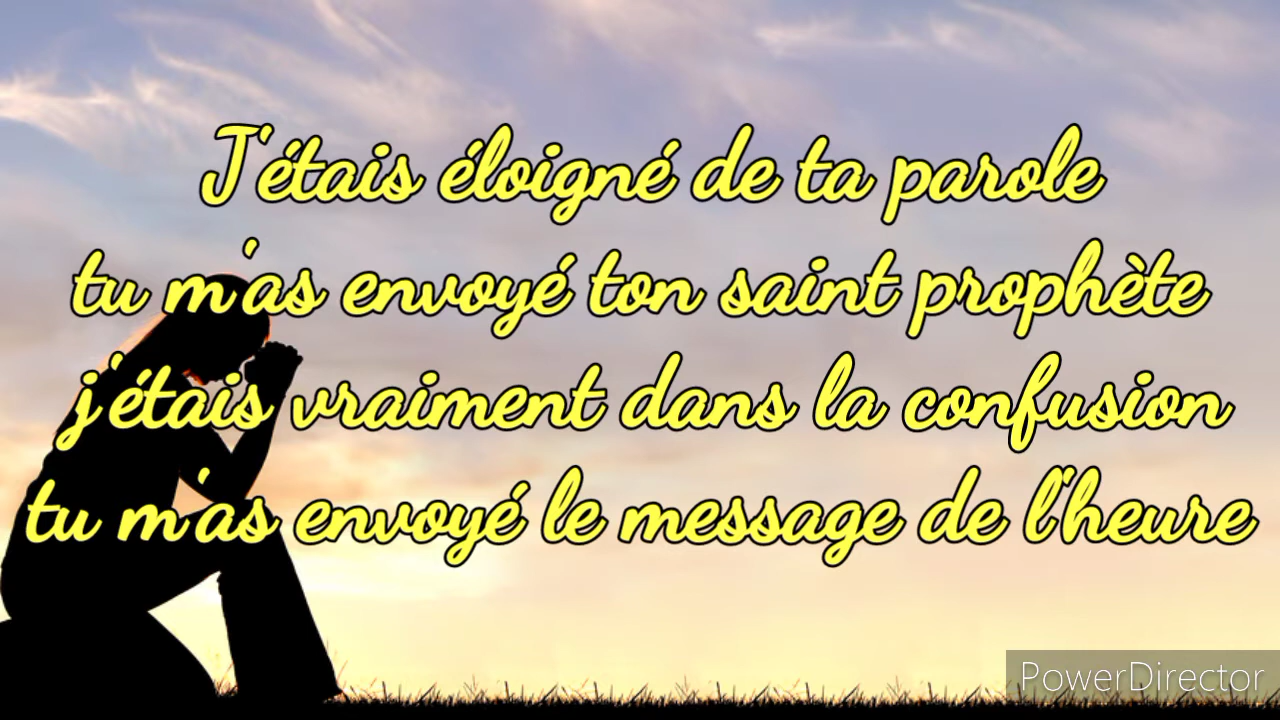 J'étais éloigné de ta parole
tu m'as envoyé ton saint prophète
j'étais vraiment dans la confusion
tu m'as envoyé le message de l'heure
PowerDirector